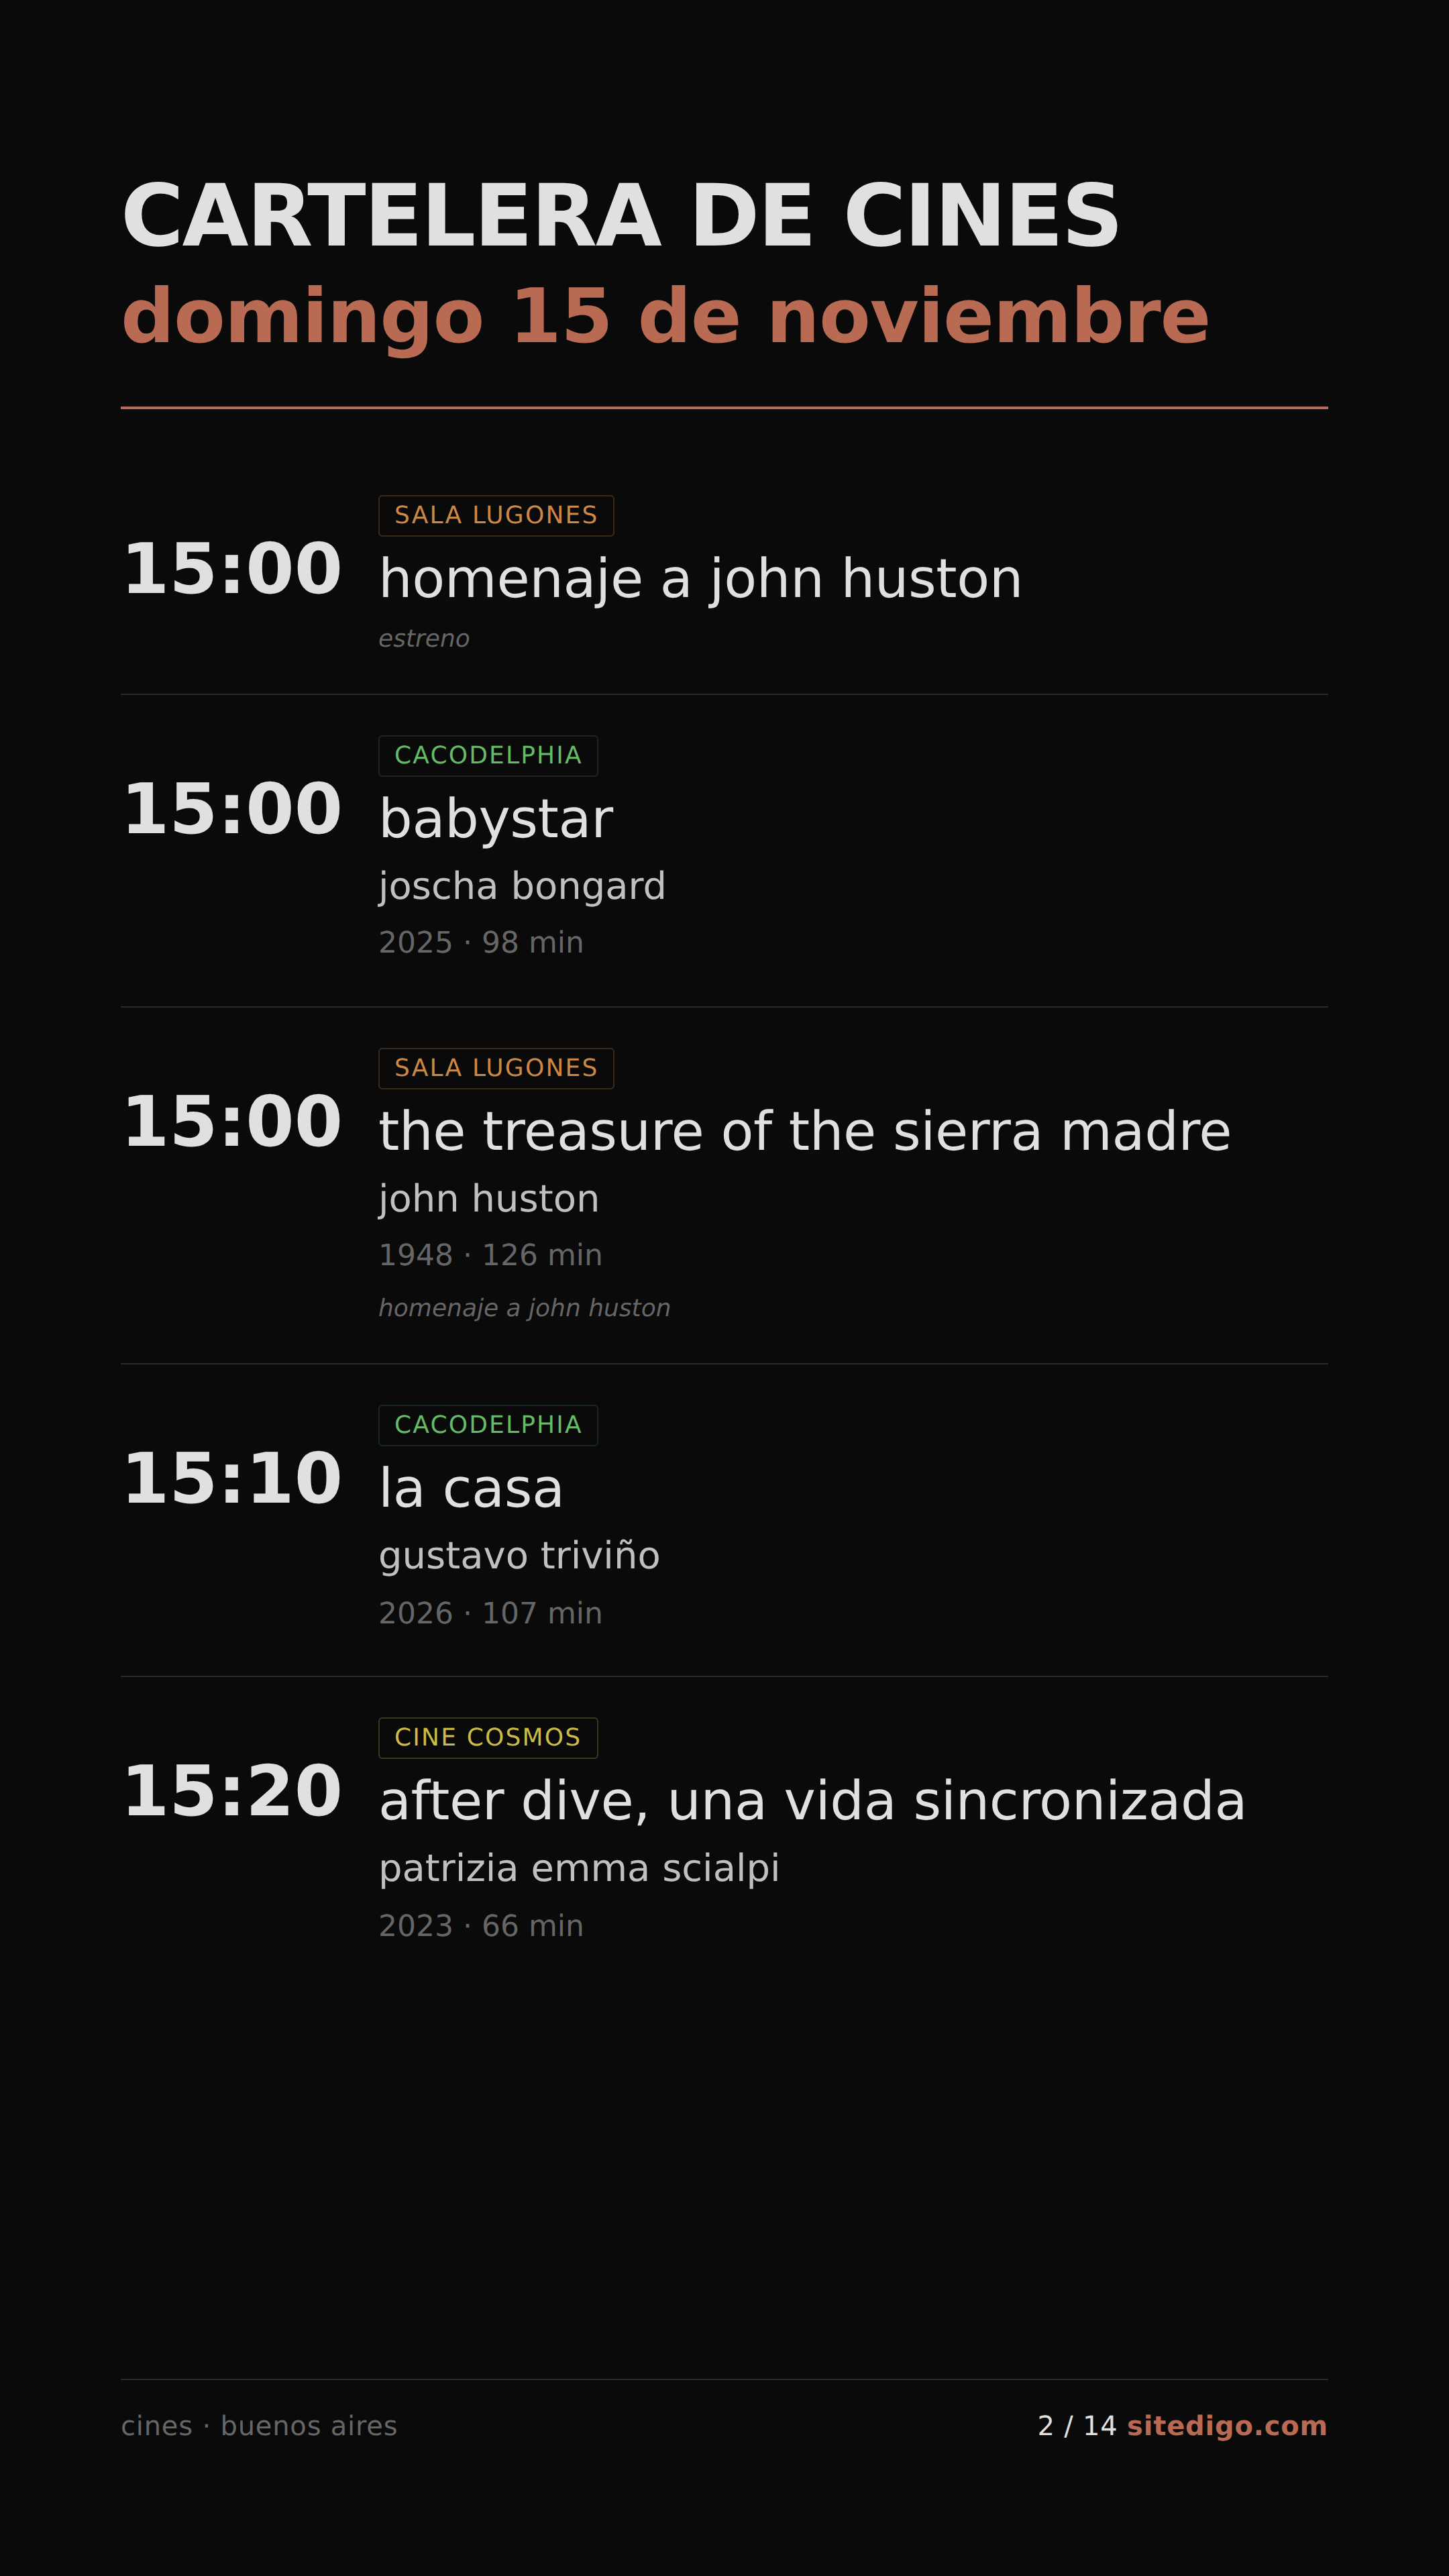 CARTELERA DE CINES
domingo 15 de noviembre
SALA LUGONES
15:00 homenaje a john huston
estreno
CACODELPHIA
15:00 babystar
joscha bongard
2025 · 98 min
SALA LUGONES
15:00 the treasure of the sierra madre
john huston
1948 · 126 min
homenaje a john huston
CACODELPHIA
15:10 la casa
gustavo triviño
2026 · 107 min
CINE COSMOS
15:20 after dive, una vida sincronizada
patrizia emma scialpi
2023 · 66 min
cines · buenos aires 2 / 14 sitedigo.com